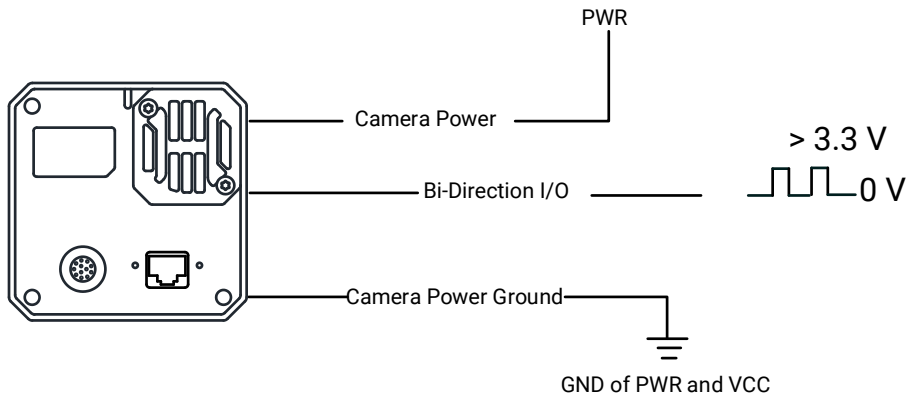 PWR
Camera Power
> 3.3 V
Bi-Direction I/O
0 V
Camera Power Ground
GND of PWR and VCC